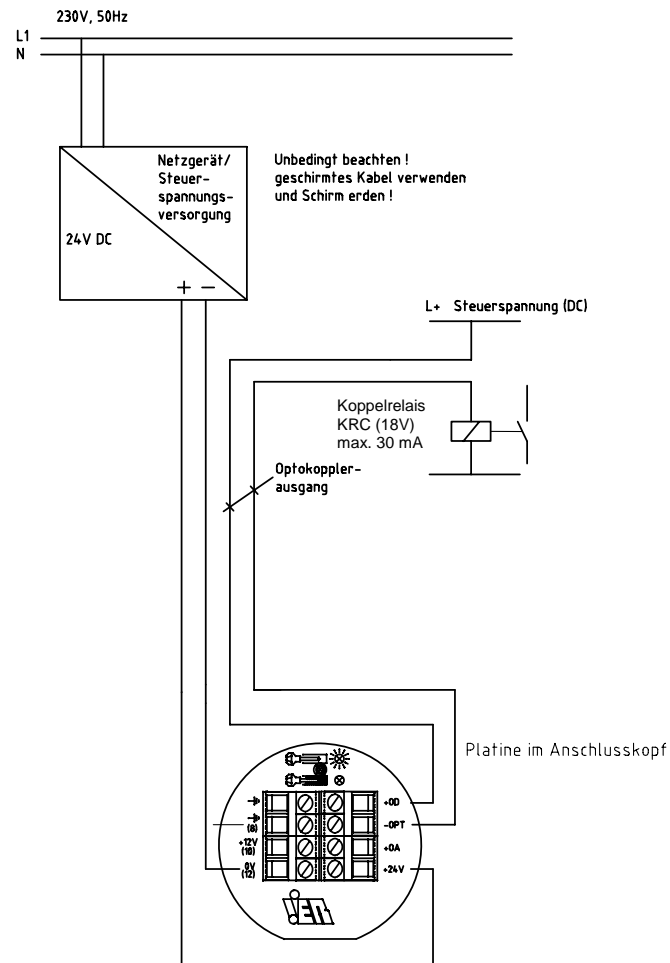 230V, 50Hz
L1
N
Netzgerät/
Steuer-
spannungs-
versorgung
24V DC
+ −
Unbedingt beachten !
geschirmtes Kabel verwenden
und Schirm erden !
L+ Steuerspannung (DC)
Koppelrelais
KRC (18V)
max. 30 mA
Optokoppler-
ausgang
Platine im Anschlusskopf
+OD
(8)
-OPT
+12V
(10)
+OA
0V
(12)
+24V